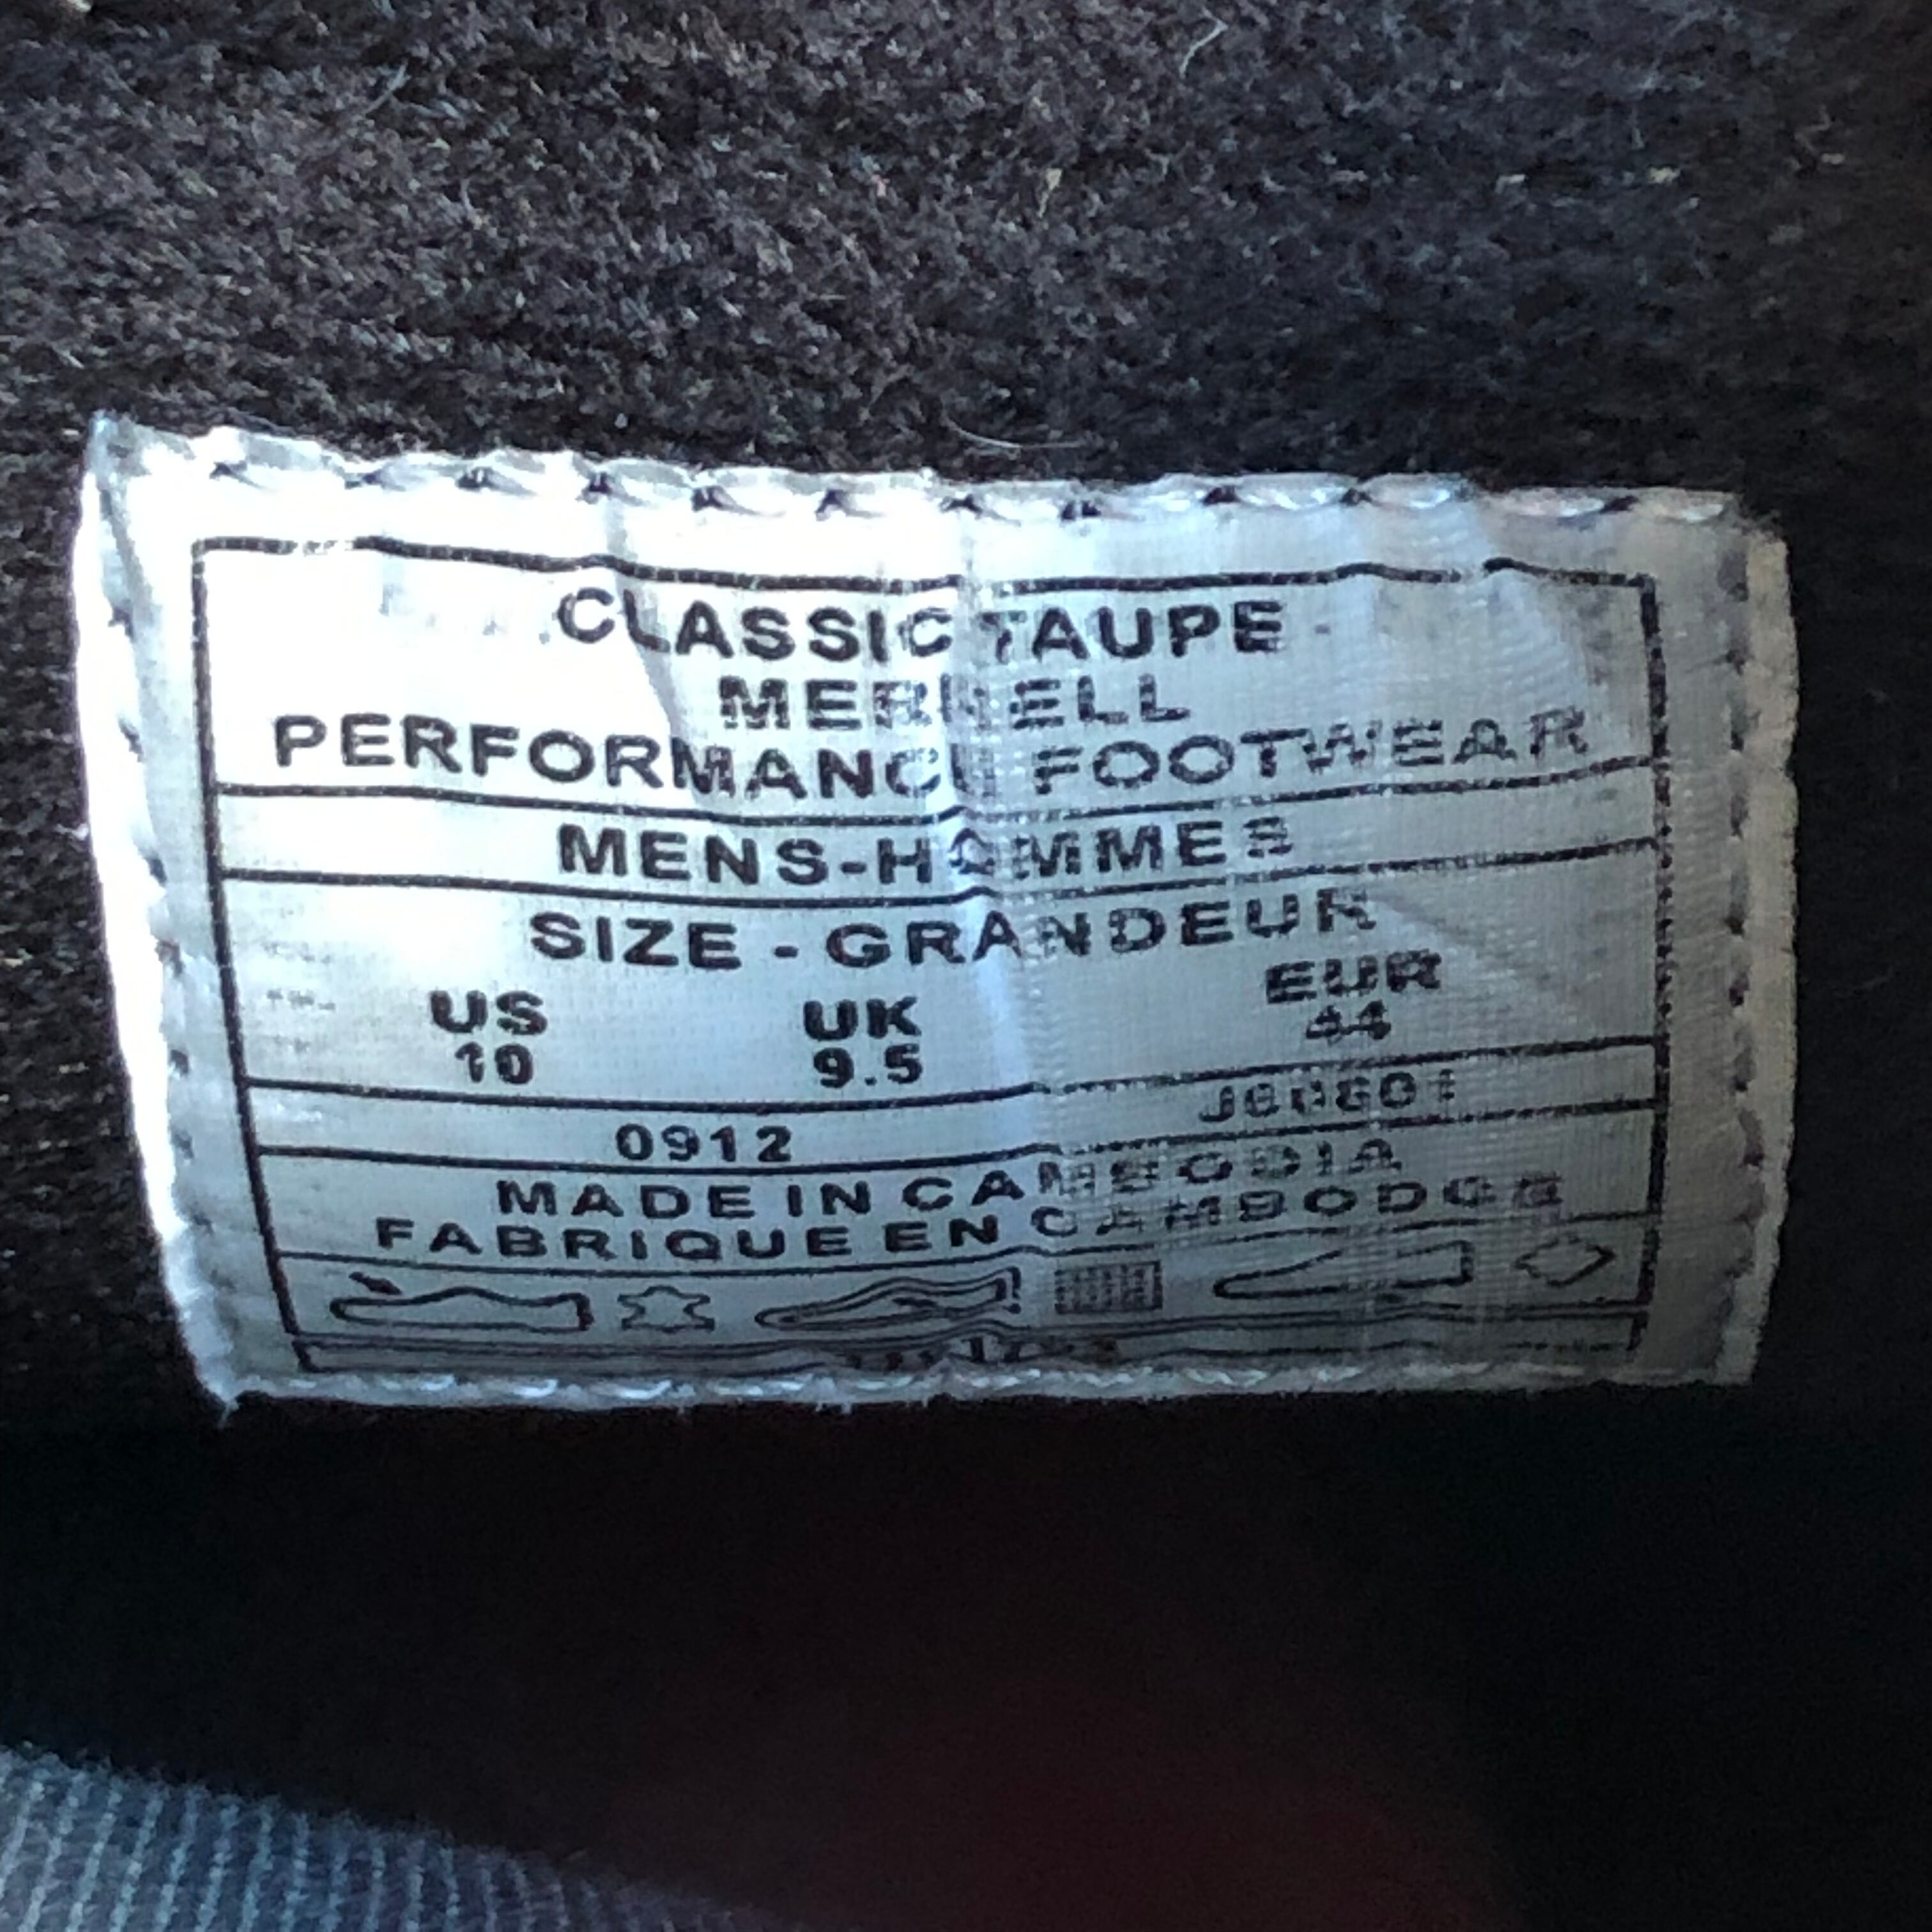 CLASSIC TAUPE
MERRELL
PERFORMANCE FOOTWEAR
MENS-HOMMES
SIZE - GRANDEUR
US UK EUR
10 9.5 44
0912
MADE IN CAMBODIA
FABRIQUE EN CAMBODGE